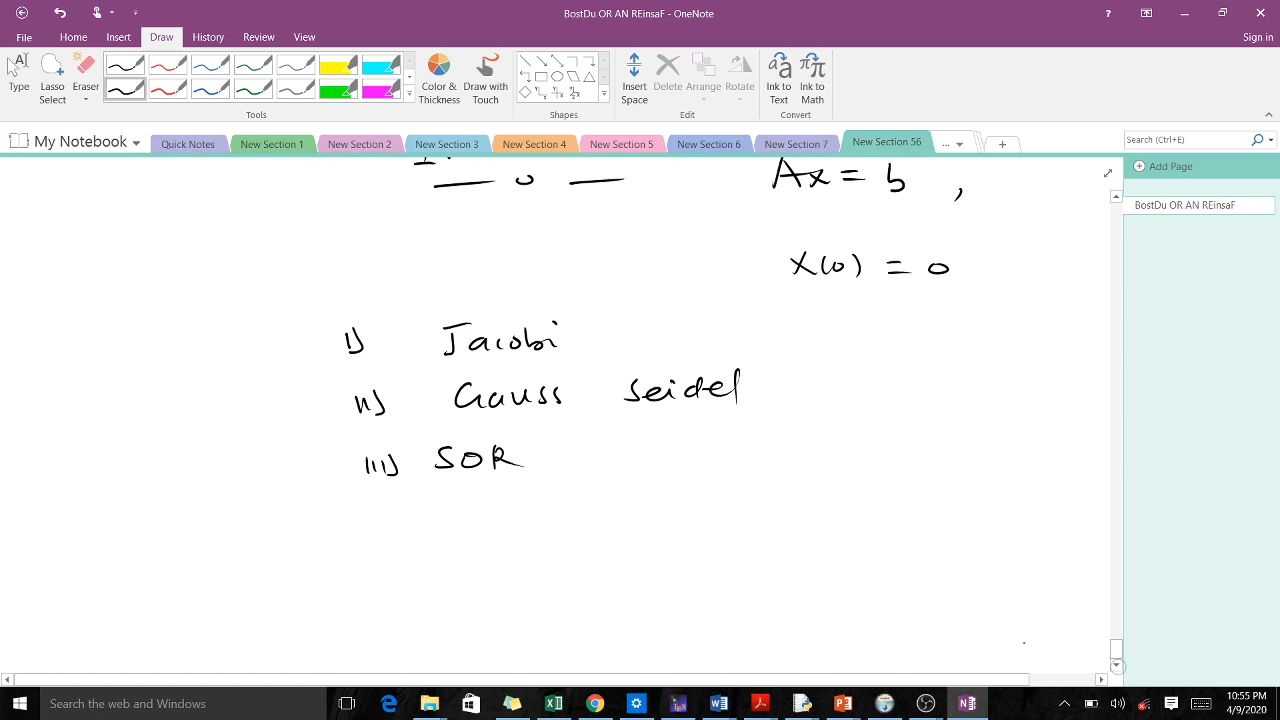 BostDu OR AN REinsaF - OneNote
Sign in
File Home Insert Draw History Review View
Type
Lasso Select
Eraser
Color & Thickness
Draw with Touch
Insert Space
Delete
Arrange
Rotate
Ink to Text
Ink to Math
Tools
Shapes
Edit
Convert
My Notebook
Quick Notes
New Section 1
New Section 2
New Section 3
New Section 4
New Section 5
New Section 6
New Section 7
New Section 56
...
Search (Ctrl+E)
Add Page
BostDu OR AN REinsaF
Ax = b ,
X(0) = 0
i) Jacobi
ii) Gauss Seidel
iii) SOR
Search the web and Windows
10:55 PM
4/9/2020